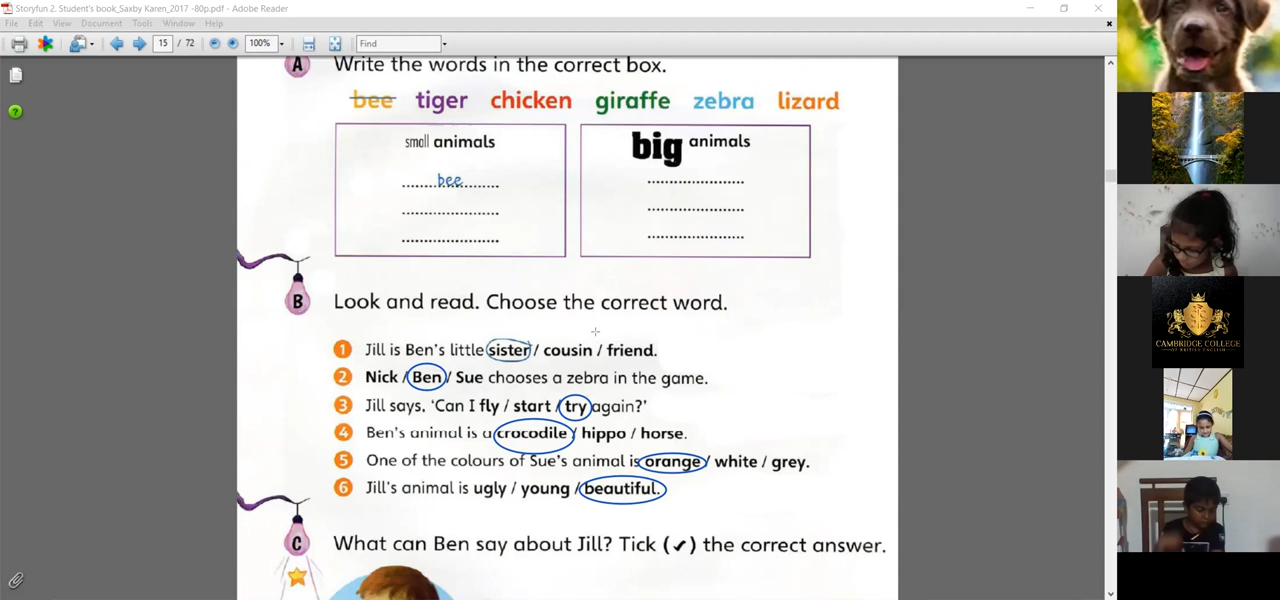 Storyfun 2. Student's book_Saxby Karen_2017 -80p.pdf - Adobe Reader
File Edit View Document Tools Window Help
15 / 72 100% Find
A Write the words in the correct box.
bee tiger chicken giraffe zebra lizard
small animals
bee
big animals
B Look and read. Choose the correct word.
1 Jill is Ben's little sister / cousin / friend.
2 Nick / Ben / Sue chooses a zebra in the game.
3 Jill says, 'Can I fly / start / try again?'
4 Ben's animal is a crocodile / hippo / horse.
5 One of the colours of Sue's animal is orange / white / grey.
6 Jill's animal is ugly / young / beautiful.
C What can Ben say about Jill? Tick (✓) the correct answer.
CAMBRIDGE COLLEGE
OF BRITISH ENGLISH